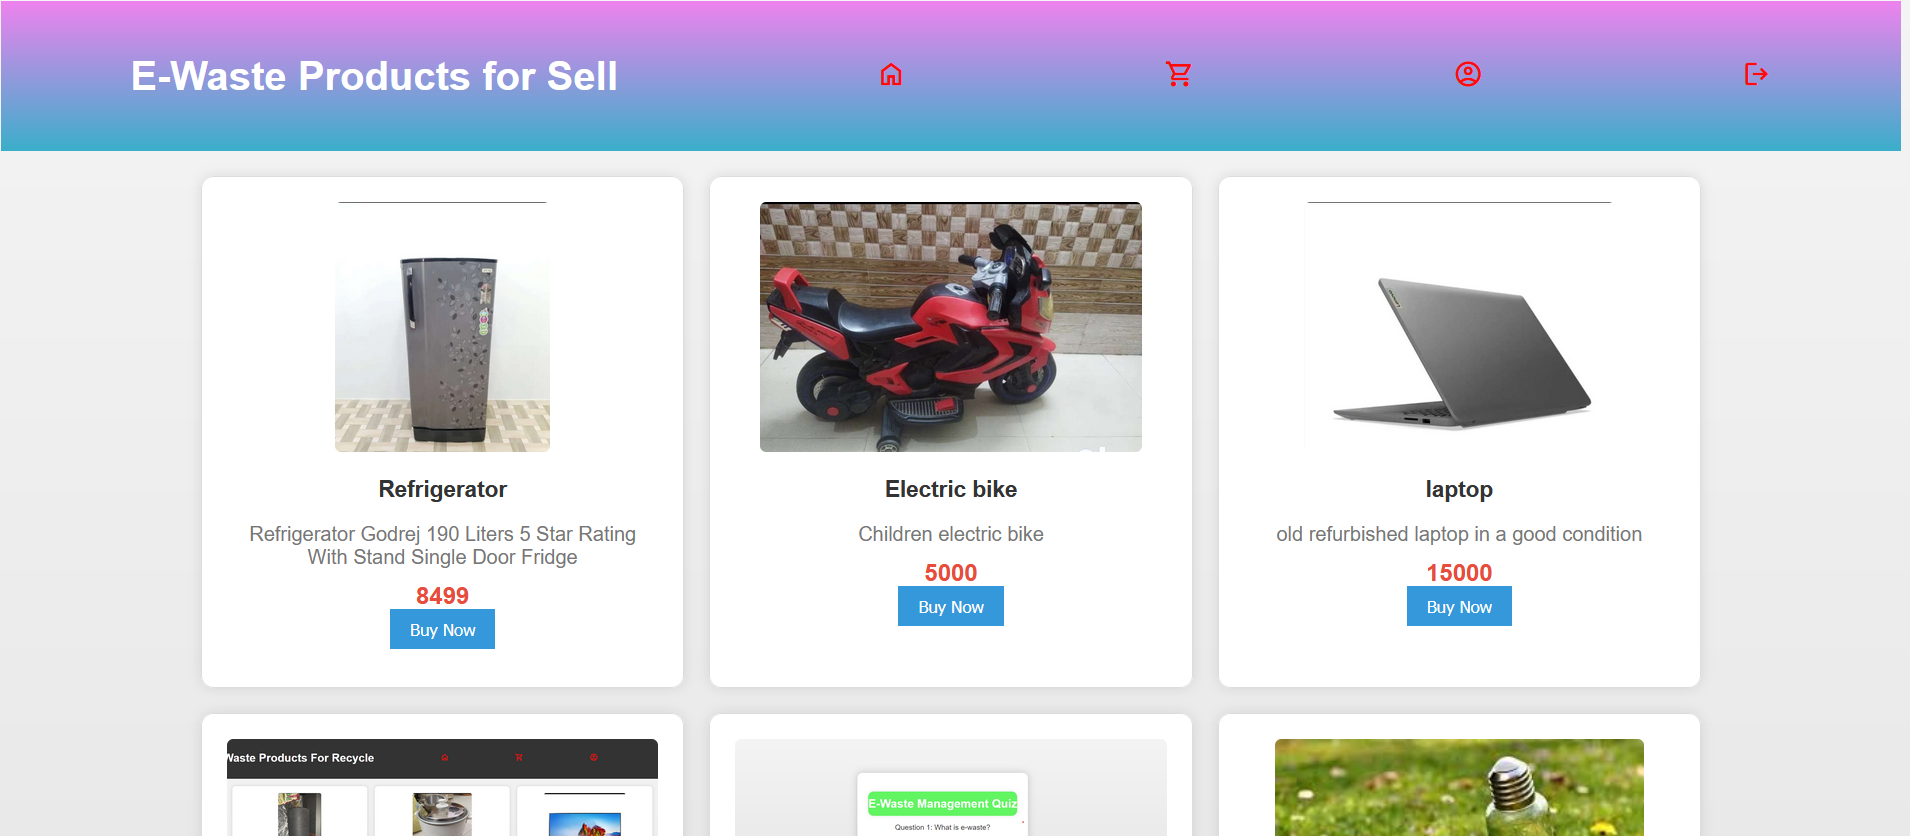 E-Waste Products for Sell
Refrigerator
Refrigerator Godrej 190 Liters 5 Star Rating
With Stand Single Door Fridge
8499
Buy Now
Electric bike
Children electric bike
5000
Buy Now
laptop
old refurbished laptop in a good condition
15000
Buy Now
Waste Products For Recycle
E-Waste Management Quiz
Question 1: What is e-waste?